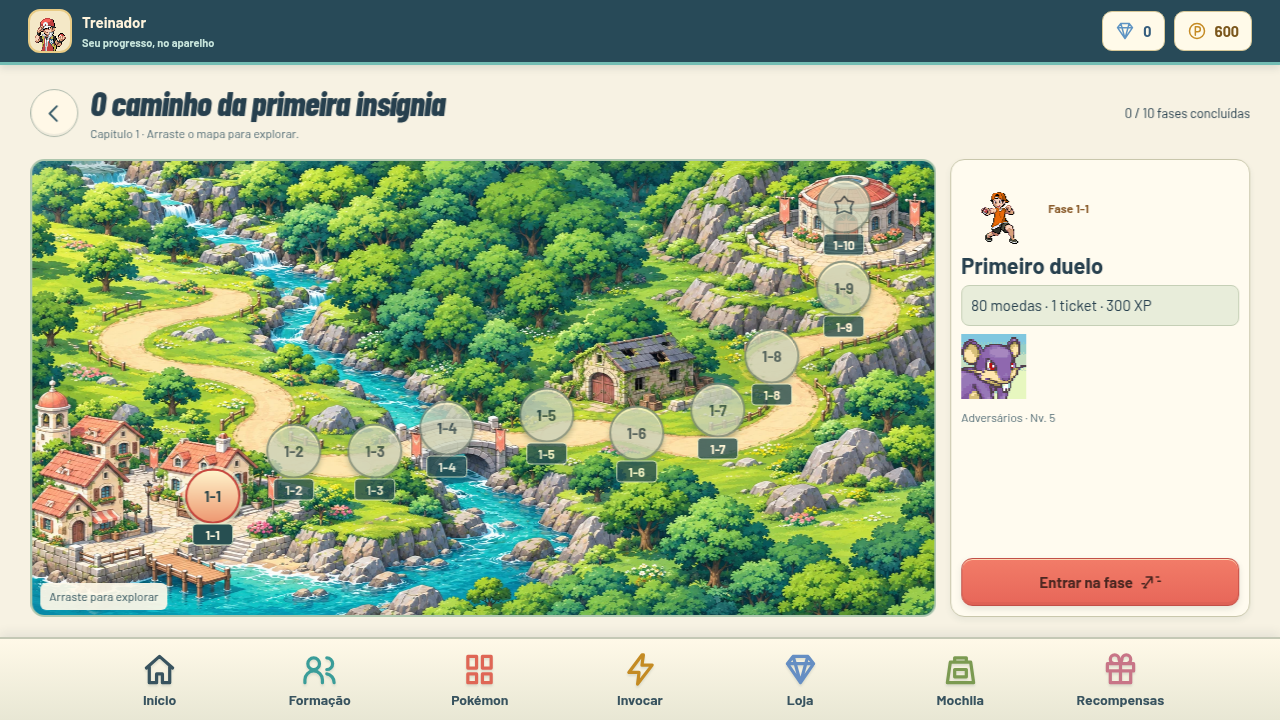 Treinador
Seu progresso, no aparelho
0
600
O caminho da primeira insígnia
Capítulo 1 · Arraste o mapa para explorar.
0 / 10 fases concluídas
1-10
1-9
1-9
1-8
1-8
1-7
1-7
1-6
1-6
1-5
1-5
1-4
1-4
1-3
1-3
1-2
1-2
1-1
1-1
Arraste para explorar
Fase 1-1
Primeiro duelo
80 moedas · 1 ticket · 300 XP
Adversários · Nv. 5
Entrar na fase
Início
Formação
Pokémon
Invocar
Loja
Mochila
Recompensas